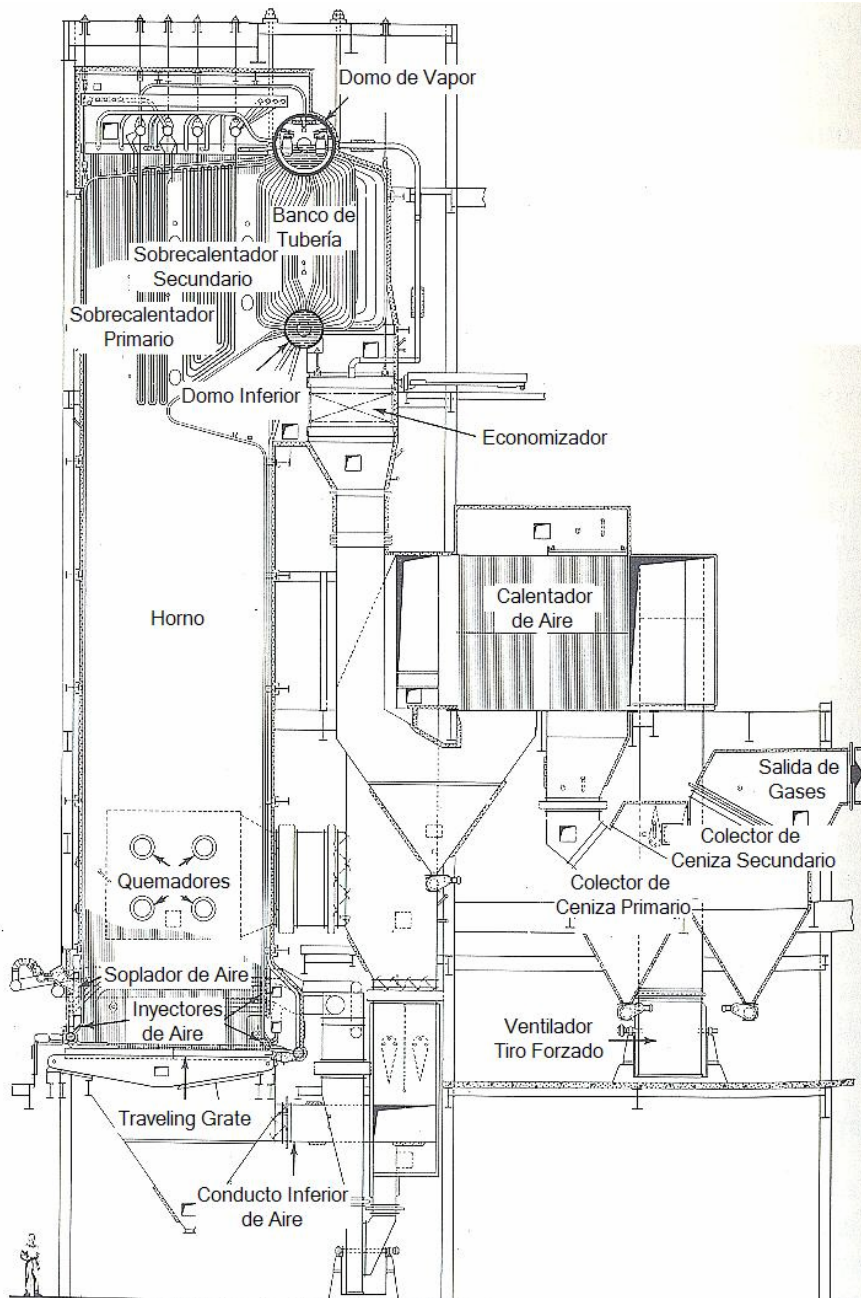 Domo de Vapor
Banco de
Tubería
Sobrecalentador
Secundario
Sobrecalentador
Primario
Domo Inferior
Economizador
Calentador
de Aire
Horno
Salida de
Gases
Colector de
Ceniza Secundario
Quemadores
Colector de
Ceniza Primario
Soplador de Aire
Inyectores
de Aire
Ventilador
Tiro Forzado
Traveling Grate
Conducto Inferior
de Aire